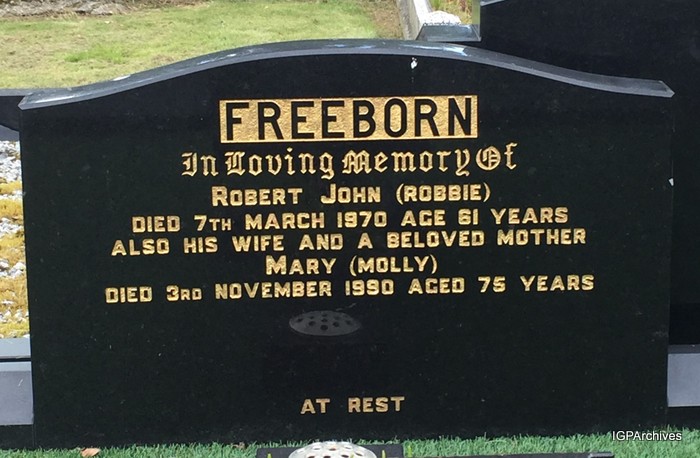 FREEBORN
In Loving Memory Of
ROBERT JOHN (ROBBIE)
DIED 7TH MARCH 1970 AGE 61 YEARS
ALSO HIS WIFE AND A BELOVED MOTHER
MARY (MOLLY)
DIED 3RD NOVEMBER 1990 AGED 75 YEARS
AT REST
IGPArchives